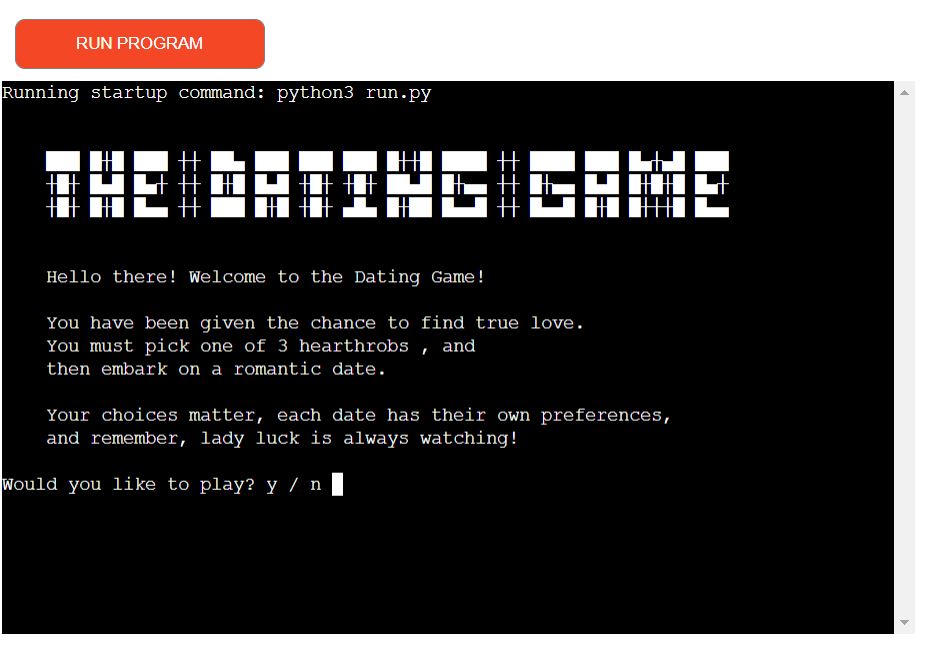 RUN PROGRAM
Running startup command: python3 run.py
THE DATING GAME
Hello there! Welcome to the Dating Game!
You have been given the chance to find true love.
You must pick one of 3 hearthrobs , and
then embark on a romantic date.
Your choices matter, each date has their own preferences,
and remember, lady luck is always watching!
Would you like to play? y / n